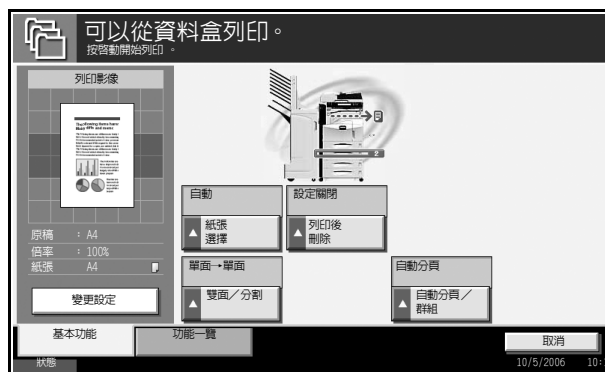 可以從資料盒列印。
按啓動開始列印 。
列印影像
原稿 : A4
倍率 : 100%
紙張 A4
變更設定
自動
紙張
選擇
設定關閉
列印後
刪除
單面→單面
雙面／分割
自動分頁
自動分頁／
群組
2
基本功能
功能一覽
取消
狀態
10/5/2006 10: